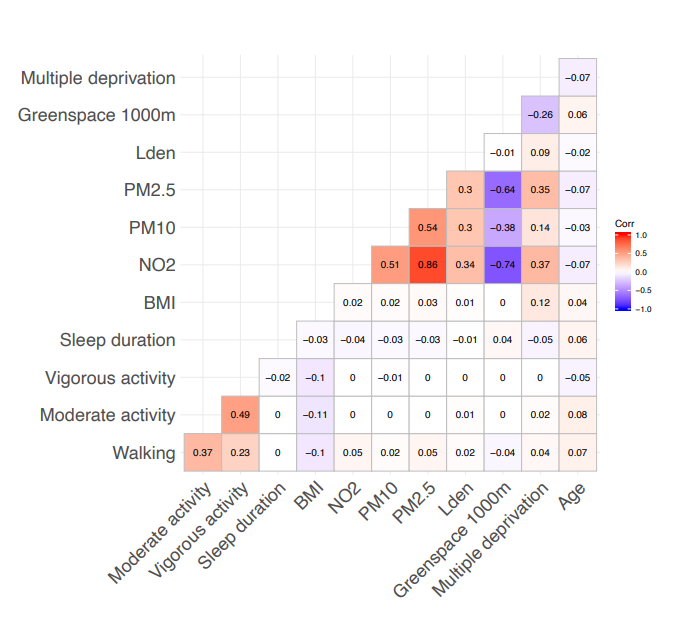 Multiple deprivation −0.07
Greenspace 1000m −0.26 0.06
Lden −0.01 0.09 −0.02
PM2.5 0.3 −0.64 0.35 −0.07
PM10 0.54 0.3 −0.38 0.14 −0.03
NO2 0.51 0.86 0.34 −0.74 0.37 −0.07
BMI 0.02 0.02 0.03 0.01 0 0.12 0.04
Sleep duration −0.03 −0.04 −0.03 −0.03 −0.01 0.04 −0.05 0.06
Vigorous activity −0.02 −0.1 0 −0.01 0 0 0 0 −0.05
Moderate activity 0.49 0 −0.11 0 0 0 0.01 0 0.02 0.08
Walking 0.37 0.23 0 −0.1 0.05 0.02 0.05 0.02 −0.04 0.04 0.07
Moderate activity
Vigorous activity
Sleep duration
BMI
NO2
PM10
PM2.5
Lden
Greenspace 1000m
Multiple deprivation
Age
Corr
1.0
0.5
0.0
−0.5
−1.0